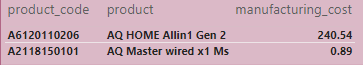 product_code product manufacturing_cost
A6120110206 AQ HOME Allin1 Gen 2 240.54
A2118150101 AQ Master wired x1 Ms 0.89